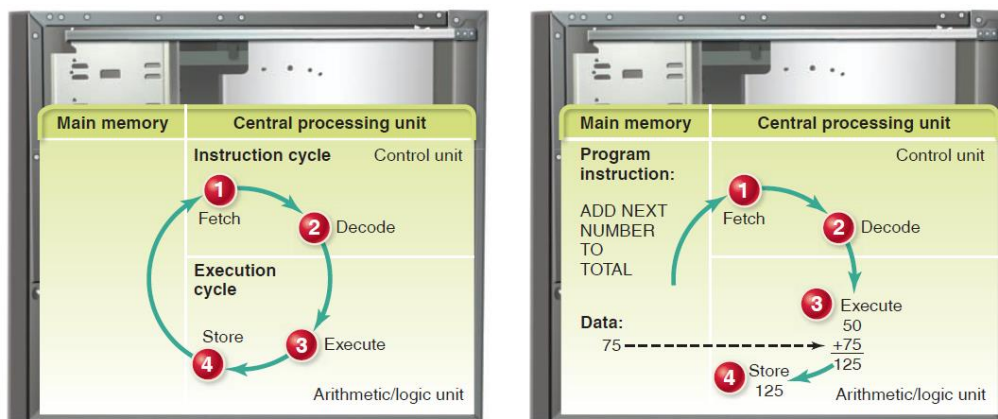 Main memory
Central processing unit
Instruction cycle
Control unit
1
Fetch
2
Decode
Execution
cycle
Store
4
3
Execute
Arithmetic/logic unit
Main memory
Central processing unit
Program
instruction:
Control unit
ADD NEXT
NUMBER
TO
TOTAL
1
Fetch
2
Decode
3
Execute
50
Data:
75
+75
125
4
Store
125
Arithmetic/logic unit